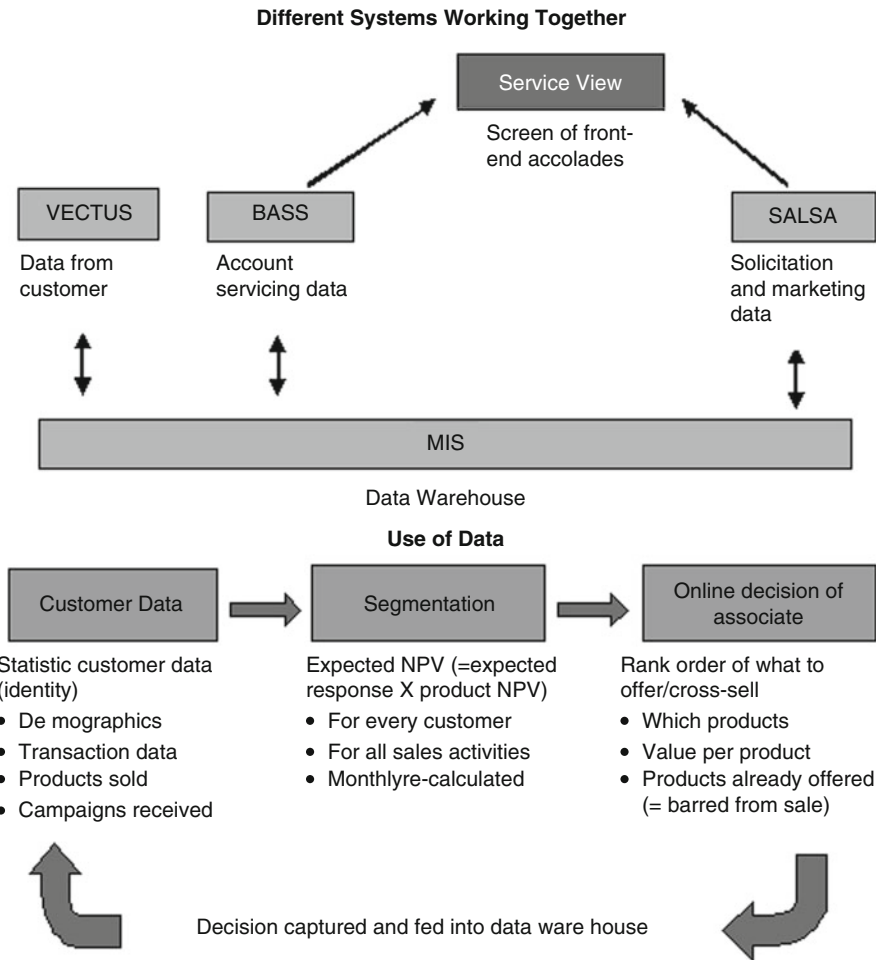 Different Systems Working Together
Service View
Screen of front-
end accolades
VECTUS
BASS
SALSA
Data from
customer
Account
servicing data
Solicitation
and marketing
data
MIS
Data Warehouse
Use of Data
Customer Data
Segmentation
Online decision of
associate
Statistic customer data
(identity)
• De mographics
• Transaction data
• Products sold
• Campaigns received
Expected NPV (=expected
response X product NPV)
• For every customer
• For all sales activities
• Monthlyre-calculated
Rank order of what to
offer/cross-sell
• Which products
• Value per product
• Products already offered
(= barred from sale)
Decision captured and fed into data ware house